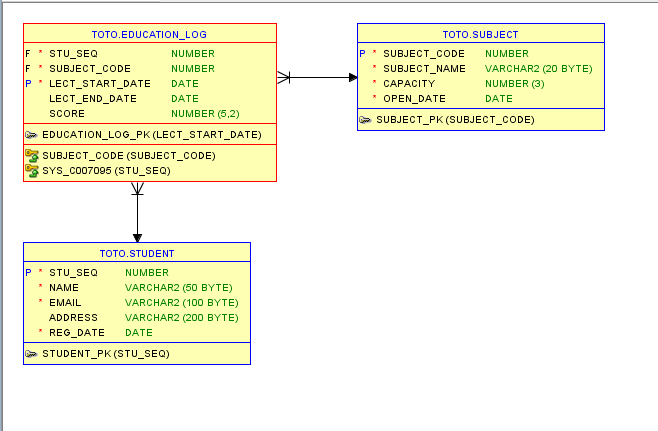 TOTO.EDUCATION_LOG
F * STU_SEQ NUMBER
F * SUBJECT_CODE NUMBER
P * LECT_START_DATE DATE
LECT_END_DATE DATE
SCORE NUMBER (5,2)
EDUCATION_LOG_PK (LECT_START_DATE)
SUBJECT_CODE (SUBJECT_CODE)
SYS_C007095 (STU_SEQ)
TOTO.SUBJECT
P * SUBJECT_CODE NUMBER
* SUBJECT_NAME VARCHAR2 (20 BYTE)
* CAPACITY NUMBER (3)
* OPEN_DATE DATE
SUBJECT_PK (SUBJECT_CODE)
TOTO.STUDENT
P * STU_SEQ NUMBER
* NAME VARCHAR2 (50 BYTE)
* EMAIL VARCHAR2 (100 BYTE)
ADDRESS VARCHAR2 (200 BYTE)
* REG_DATE DATE
STUDENT_PK (STU_SEQ)